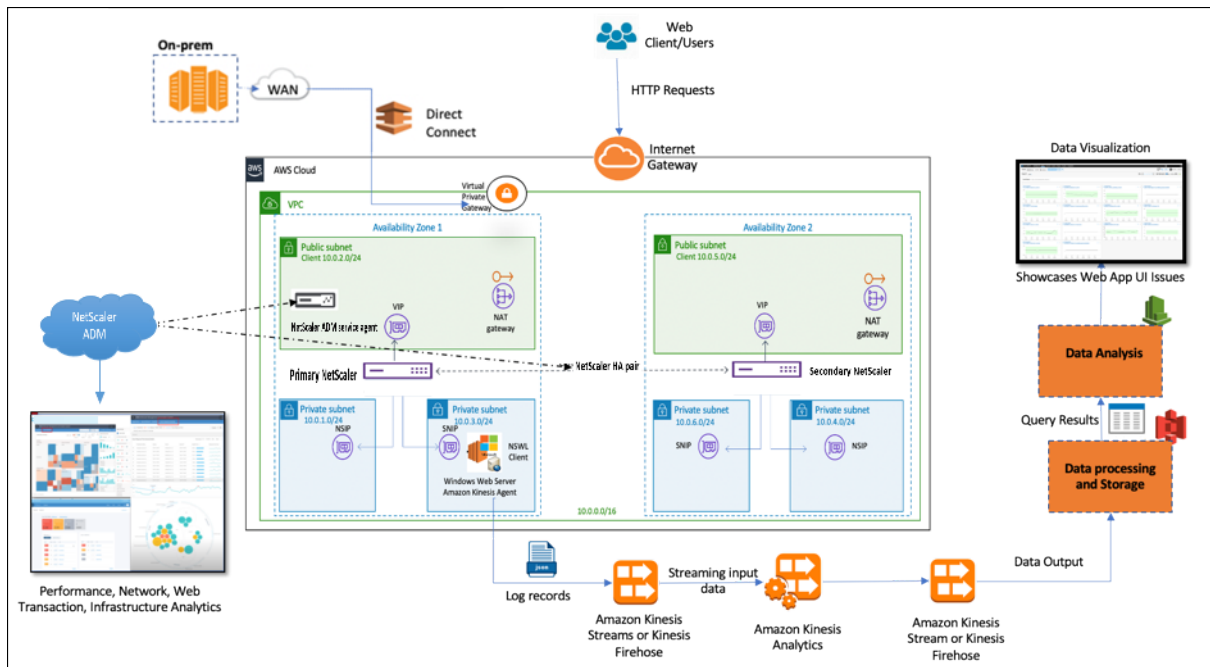 On-prem
WAN
Direct
Connect
Web
Client/Users
HTTP Requests
Internet
Gateway
aws
AWS Cloud
Virtual
Private
Gateway
VPC
Availability Zone 1
Public subnet
Client 10.0.2.0/24
NetScaler ADM service agent
VIP
NAT
gateway
Primary NetScaler
NetScaler HA pair
Private subnet
10.0.1.0/24
NSIP
Private subnet
10.0.3.0/24
SNIP
NSWL
Client
Windows Web Server
Amazon Kinesis Agent
Availability Zone 2
Public subnet
Client 10.0.5.0/24
VIP
NAT
gateway
Secondary NetScaler
Private subnet
10.0.6.0/24
SNIP
Private subnet
10.0.4.0/24
NSIP
10.0.0.0/16
NetScaler
ADM
Performance, Network, Web
Transaction, Infrastructure Analytics
json
Log records
Amazon Kinesis
Streams or Kinesis
Firehose
Streaming input
data
Amazon Kinesis
Analytics
Amazon Kinesis
Stream or Kinesis
Firehose
Data Output
Data processing
and Storage
Query Results
Data Analysis
Showcases Web App UI Issues
Data Visualization